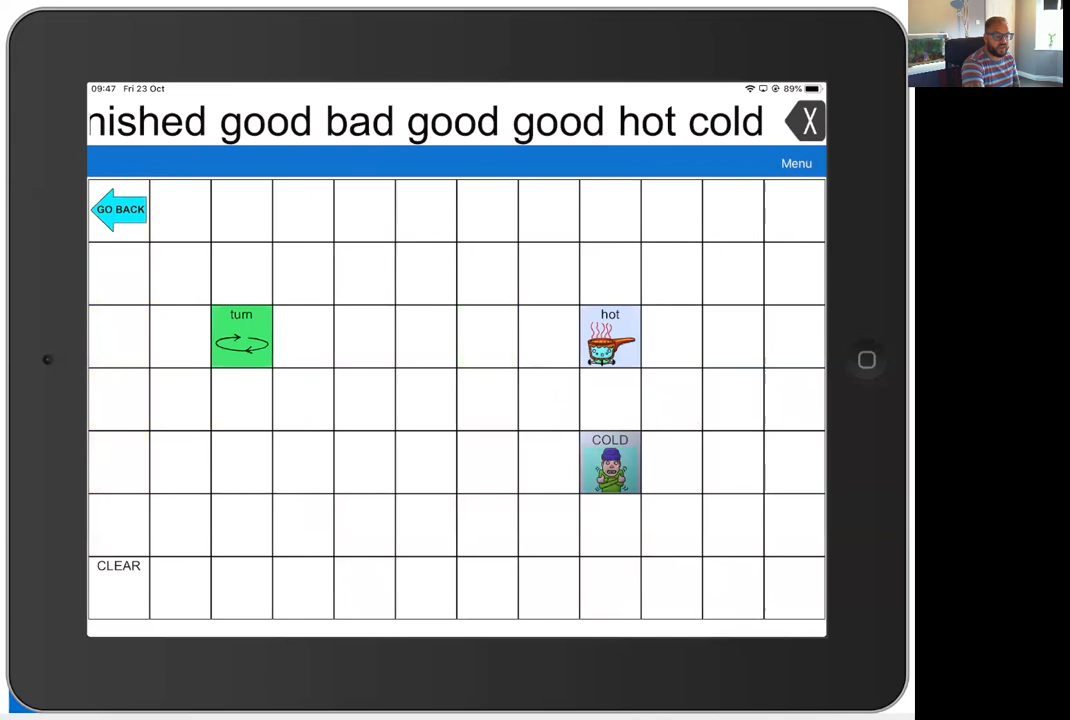 09:47 Fri 23 Oct 89%
nished good bad good good hot cold X
Menu
GO BACK
turn
hot
COLD
CLEAR